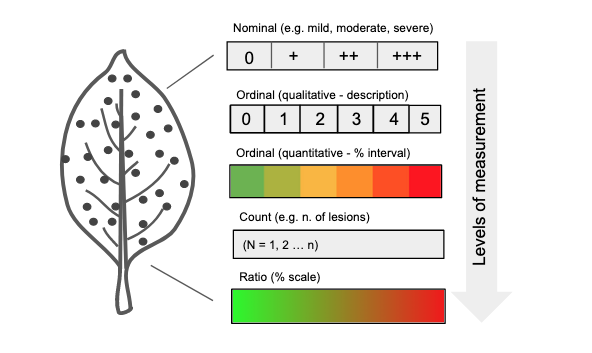 Nominal (e.g. mild, moderate, severe)
0 + ++ +++
Ordinal (qualitative - description)
0 1 2 3 4 5
Ordinal (quantitative - % interval)
Count (e.g. n. of lesions)
(N = 1, 2 ... n)
Ratio (% scale)
Levels of measurement